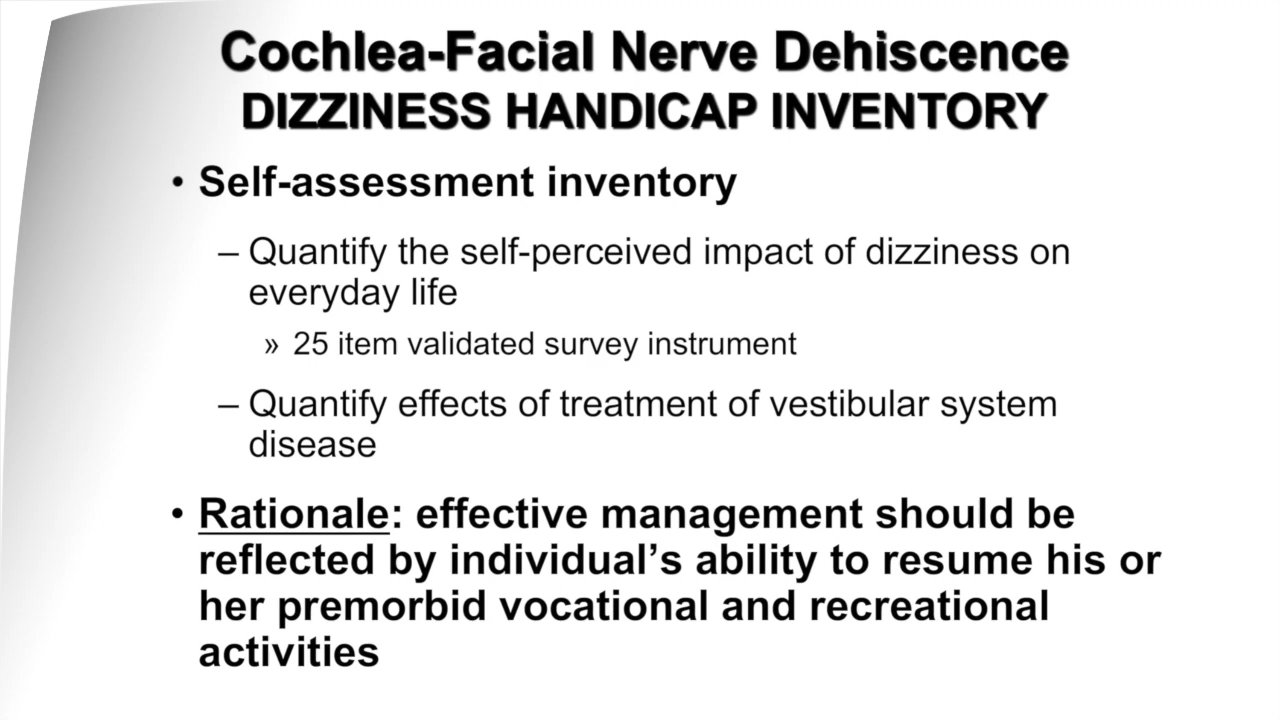 Cochlea-Facial Nerve Dehiscence
DIZZINESS HANDICAP INVENTORY
• Self-assessment inventory
– Quantify the self-perceived impact of dizziness on
everyday life
» 25 item validated survey instrument
– Quantify effects of treatment of vestibular system
disease
• Rationale: effective management should be
reflected by individual’s ability to resume his or
her premorbid vocational and recreational
activities